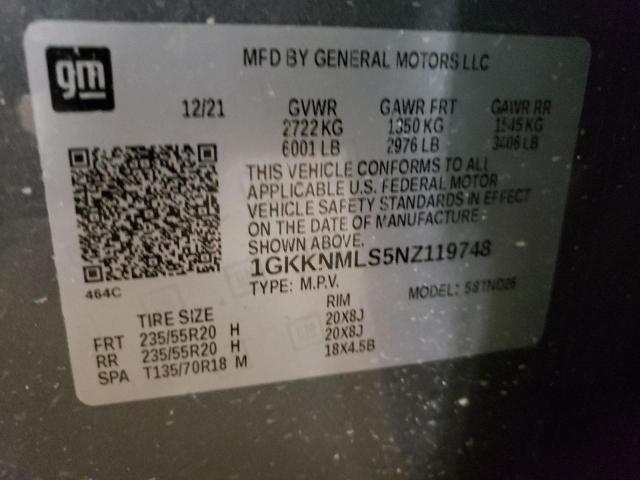 gm
MFD BY GENERAL MOTORS LLC
12/21 GVWR GAWR FRT GAWR RR
2722 KG 1350 KG 1545 KG
6001 LB 2976 LB 3406 LB
THIS VEHICLE CONFORMS TO ALL
APPLICABLE U.S. FEDERAL MOTOR
VEHICLE SAFETY STANDARDS IN EFFECT
ON THE DATE OF MANUFACTURE
SHOWN ABOVE.
1GKKNMLS5NZ119748
464C
TYPE: M.P.V. MODEL:
TIRE SIZE RIM
FRT 235/55R20 H 20X8J
RR 235/55R20 H 20X8J
SPA T135/70R18 M 18X4.5B